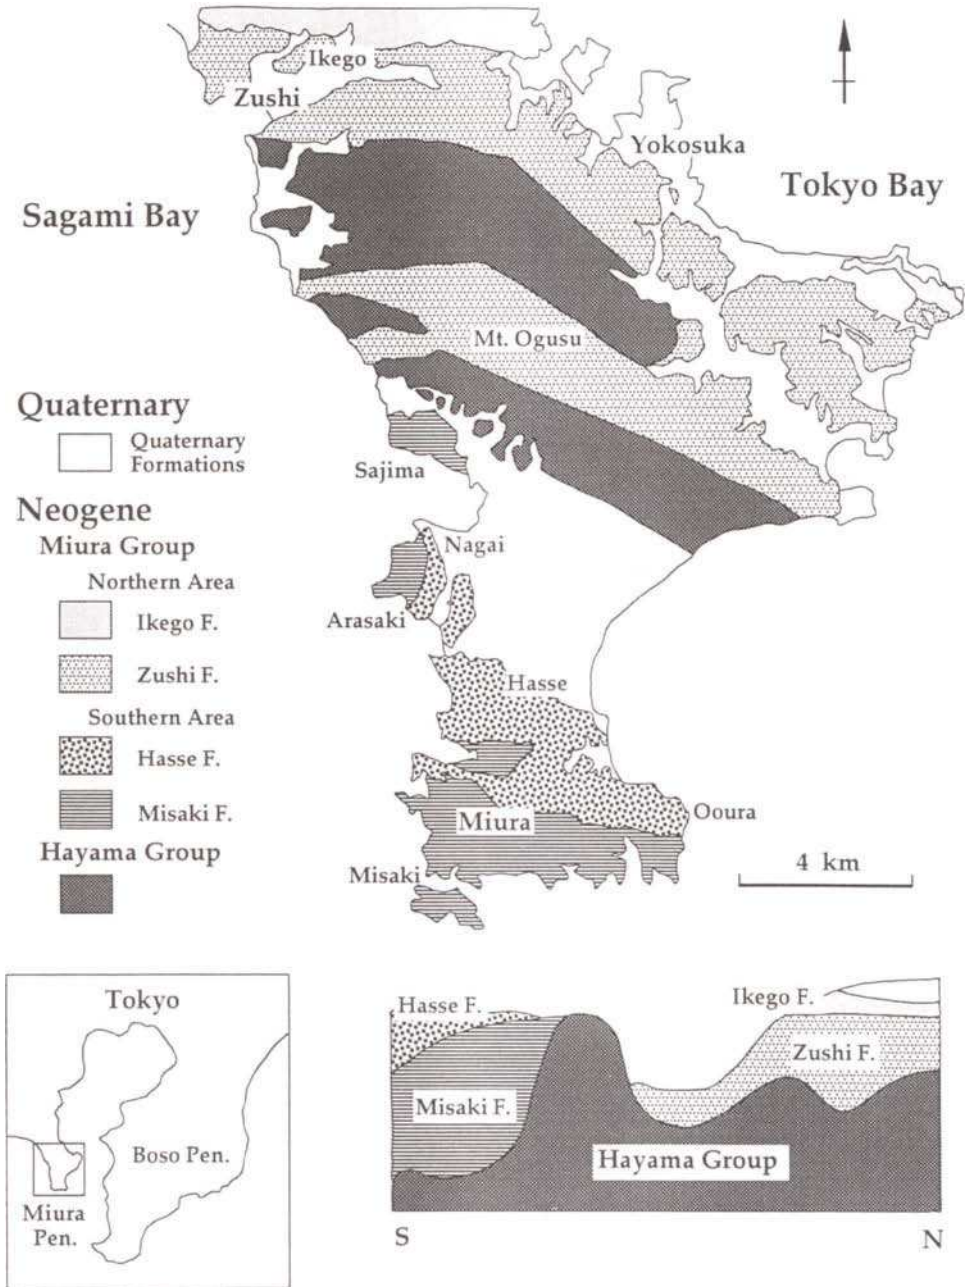 Ikego
Zushi
Yokosuka
Tokyo Bay
Sagami Bay
Mt. Ogusu
Quaternary
Quaternary
Formations
Sajima
Neogene
Miura Group
Nagai
Northern Area
Ikego F.
Arasaki
Zushi F.
Hasse
Southern Area
Hasse F.
Misaki F.
Miura
Ooura
Hayama Group
Misaki
4 km
Tokyo
Boso Pen.
Miura
Pen.
Hasse F.
Ikego F.
Zushi F.
Misaki F.
Hayama Group
S
N